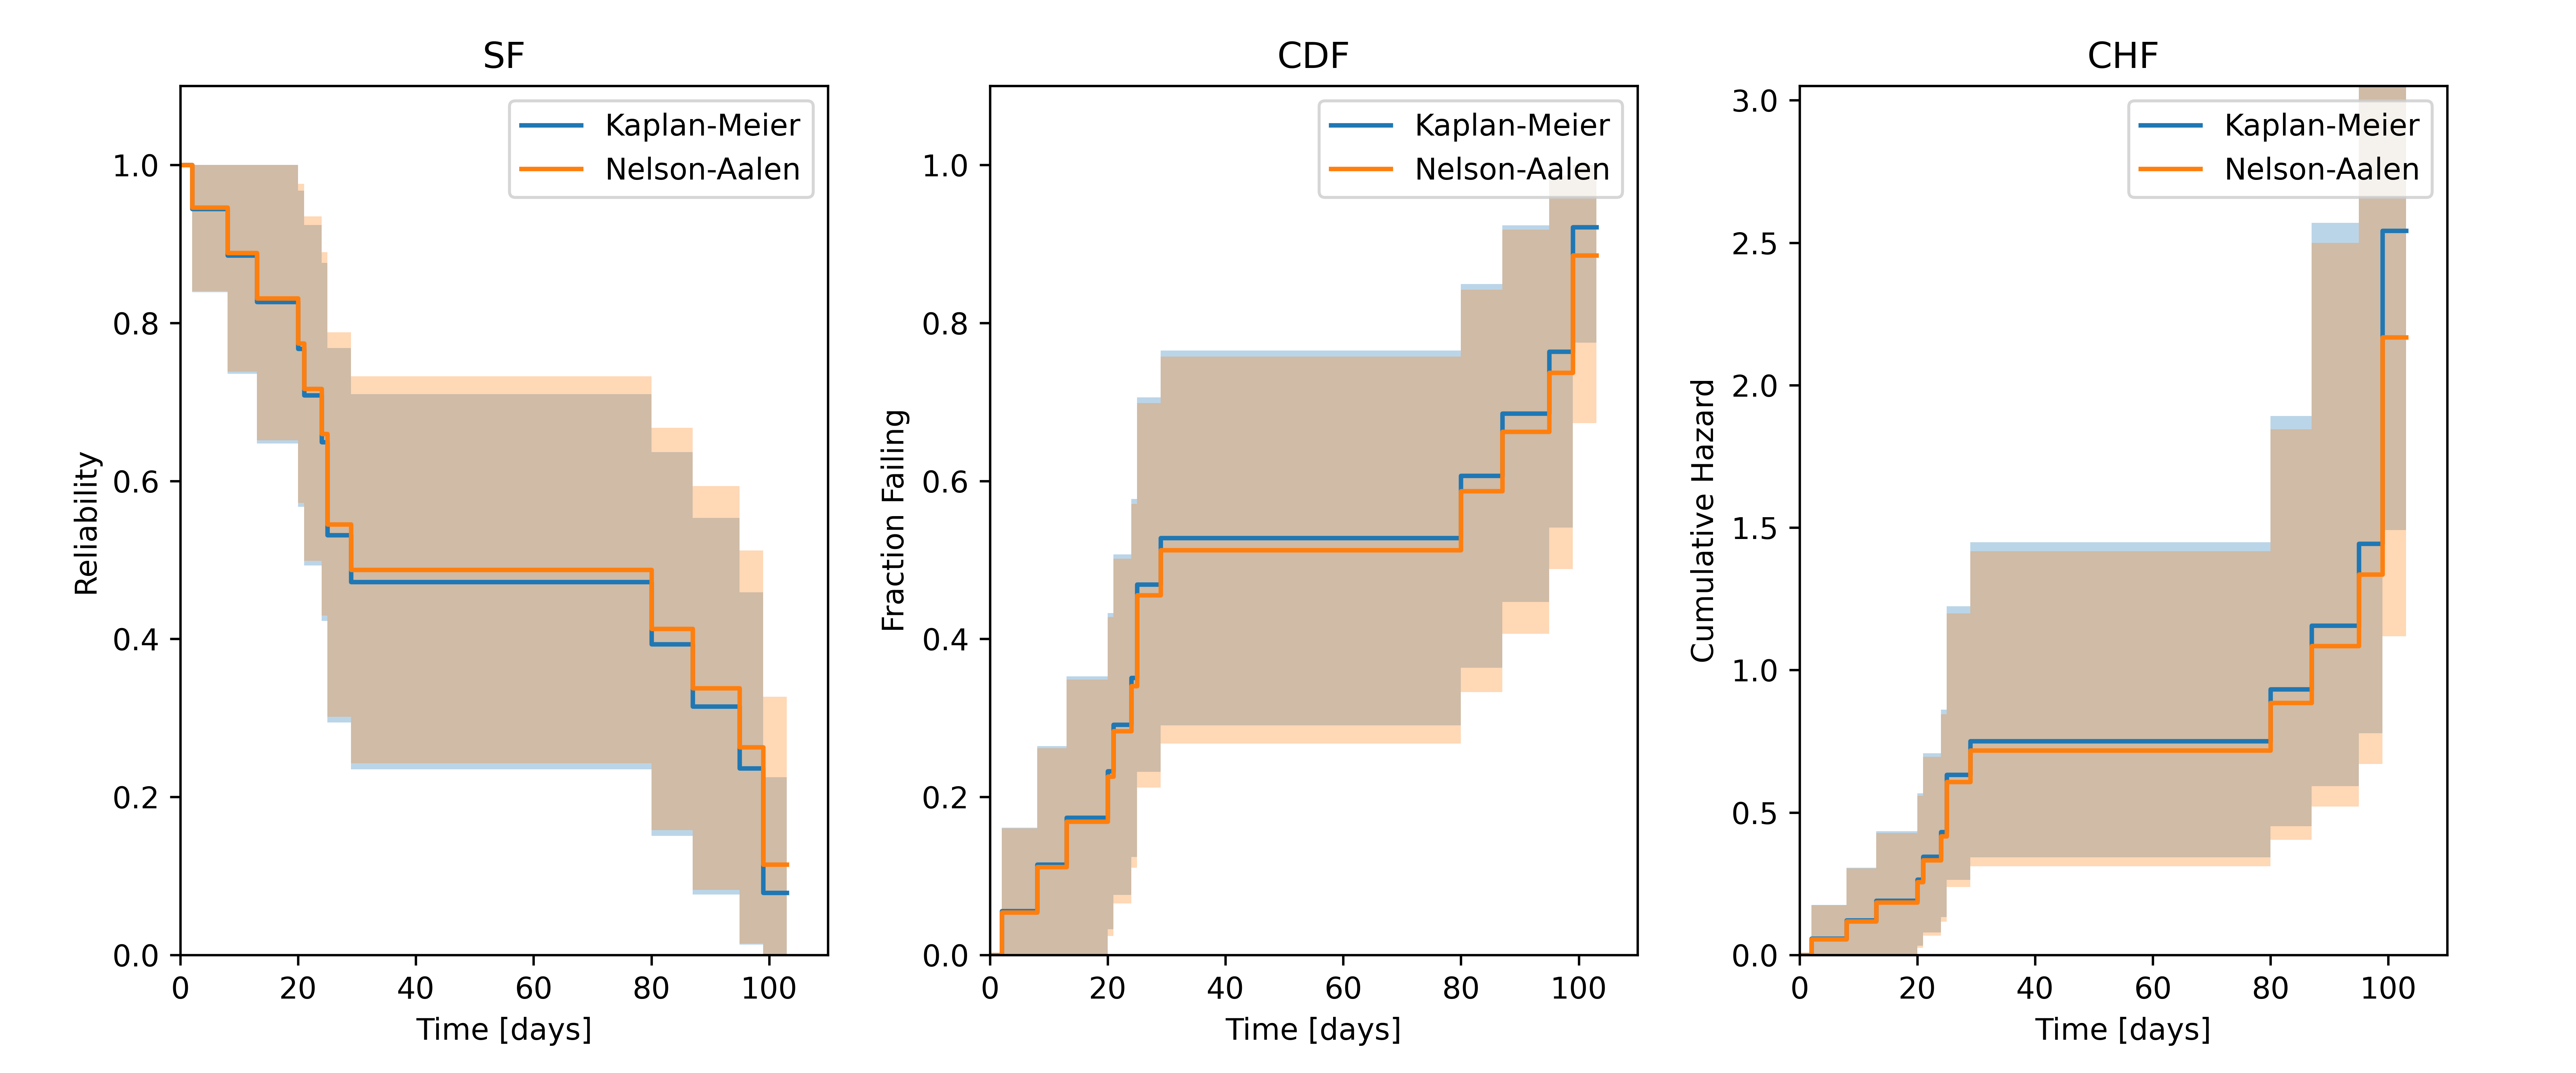 SF
Kaplan-Meier
Nelson-Aalen
Reliability
1.0
0.8
0.6
0.4
0.2
0.0
0 20 40 60 80 100
Time [days]
CDF
Kaplan-Meier
Nelson-Aalen
Fraction Failing
1.0
0.8
0.6
0.4
0.2
0.0
0 20 40 60 80 100
Time [days]
CHF
Kaplan-Meier
Nelson-Aalen
Cumulative Hazard
3.0
2.5
2.0
1.5
1.0
0.5
0.0
0 20 40 60 80 100
Time [days]